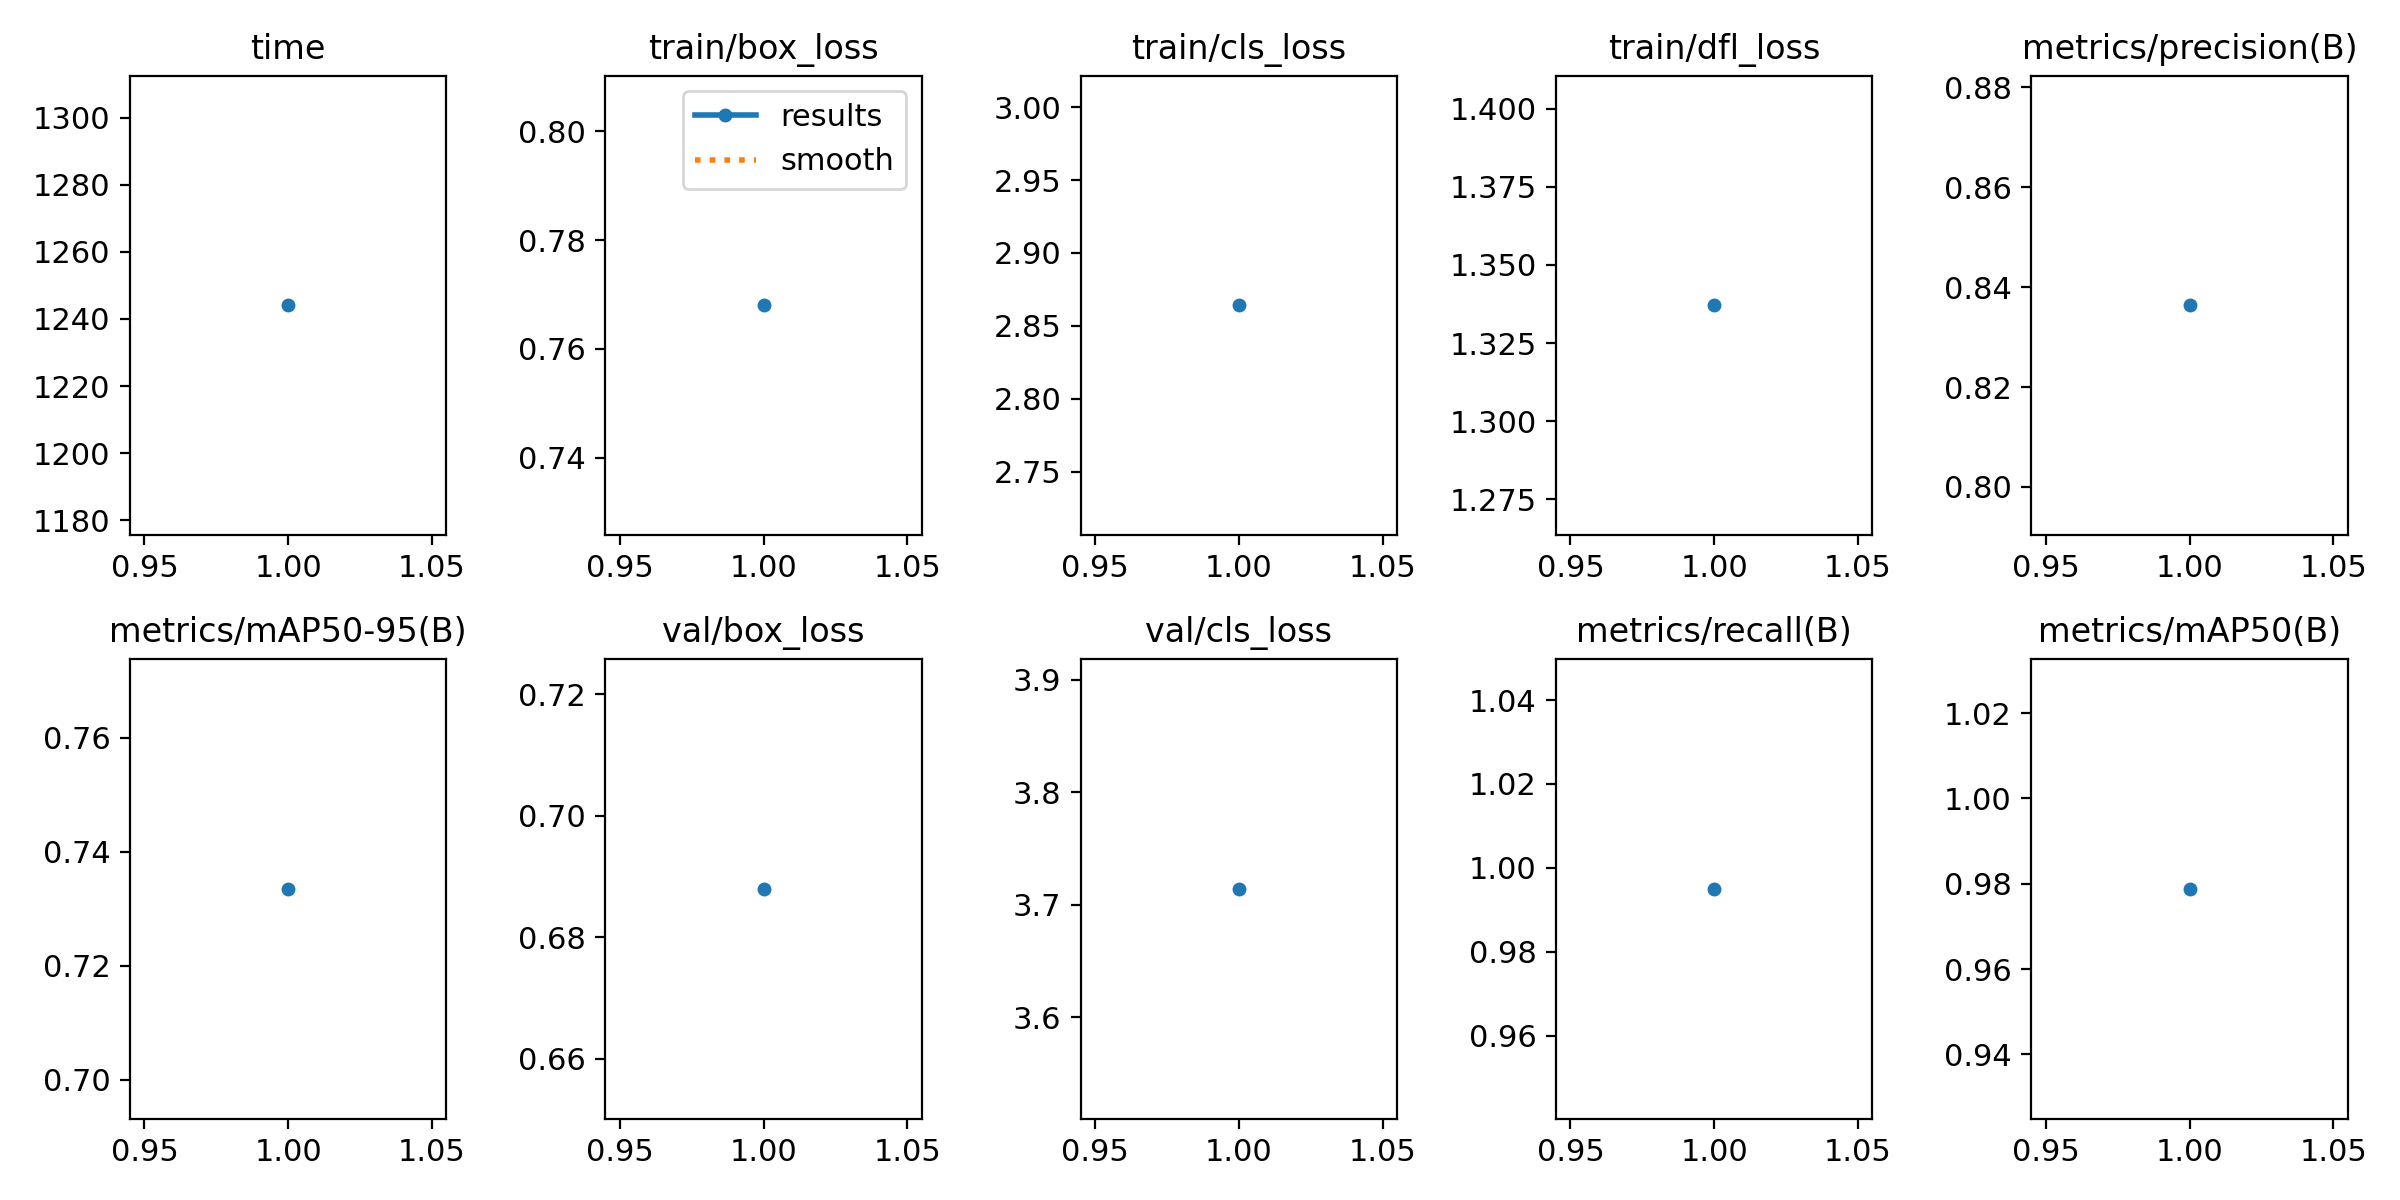 time
1300
1280
1260
1240
1220
1200
1180
0.95 1.00 1.05
train/box_loss
results
smooth
0.80
0.78
0.76
0.74
0.95 1.00 1.05
train/cls_loss
3.00
2.95
2.90
2.85
2.80
2.75
0.95 1.00 1.05
train/dfl_loss
1.400
1.375
1.350
1.325
1.300
1.275
0.95 1.00 1.05
metrics/precision(B)
0.88
0.86
0.84
0.82
0.80
0.95 1.00 1.05
metrics/mAP50-95(B)
0.76
0.74
0.72
0.70
0.95 1.00 1.05
val/box_loss
0.72
0.70
0.68
0.66
0.95 1.00 1.05
val/cls_loss
3.9
3.8
3.7
3.6
0.95 1.00 1.05
metrics/recall(B)
1.04
1.02
1.00
0.98
0.96
0.95 1.00 1.05
metrics/mAP50(B)
1.02
1.00
0.98
0.96
0.94
0.95 1.00 1.05